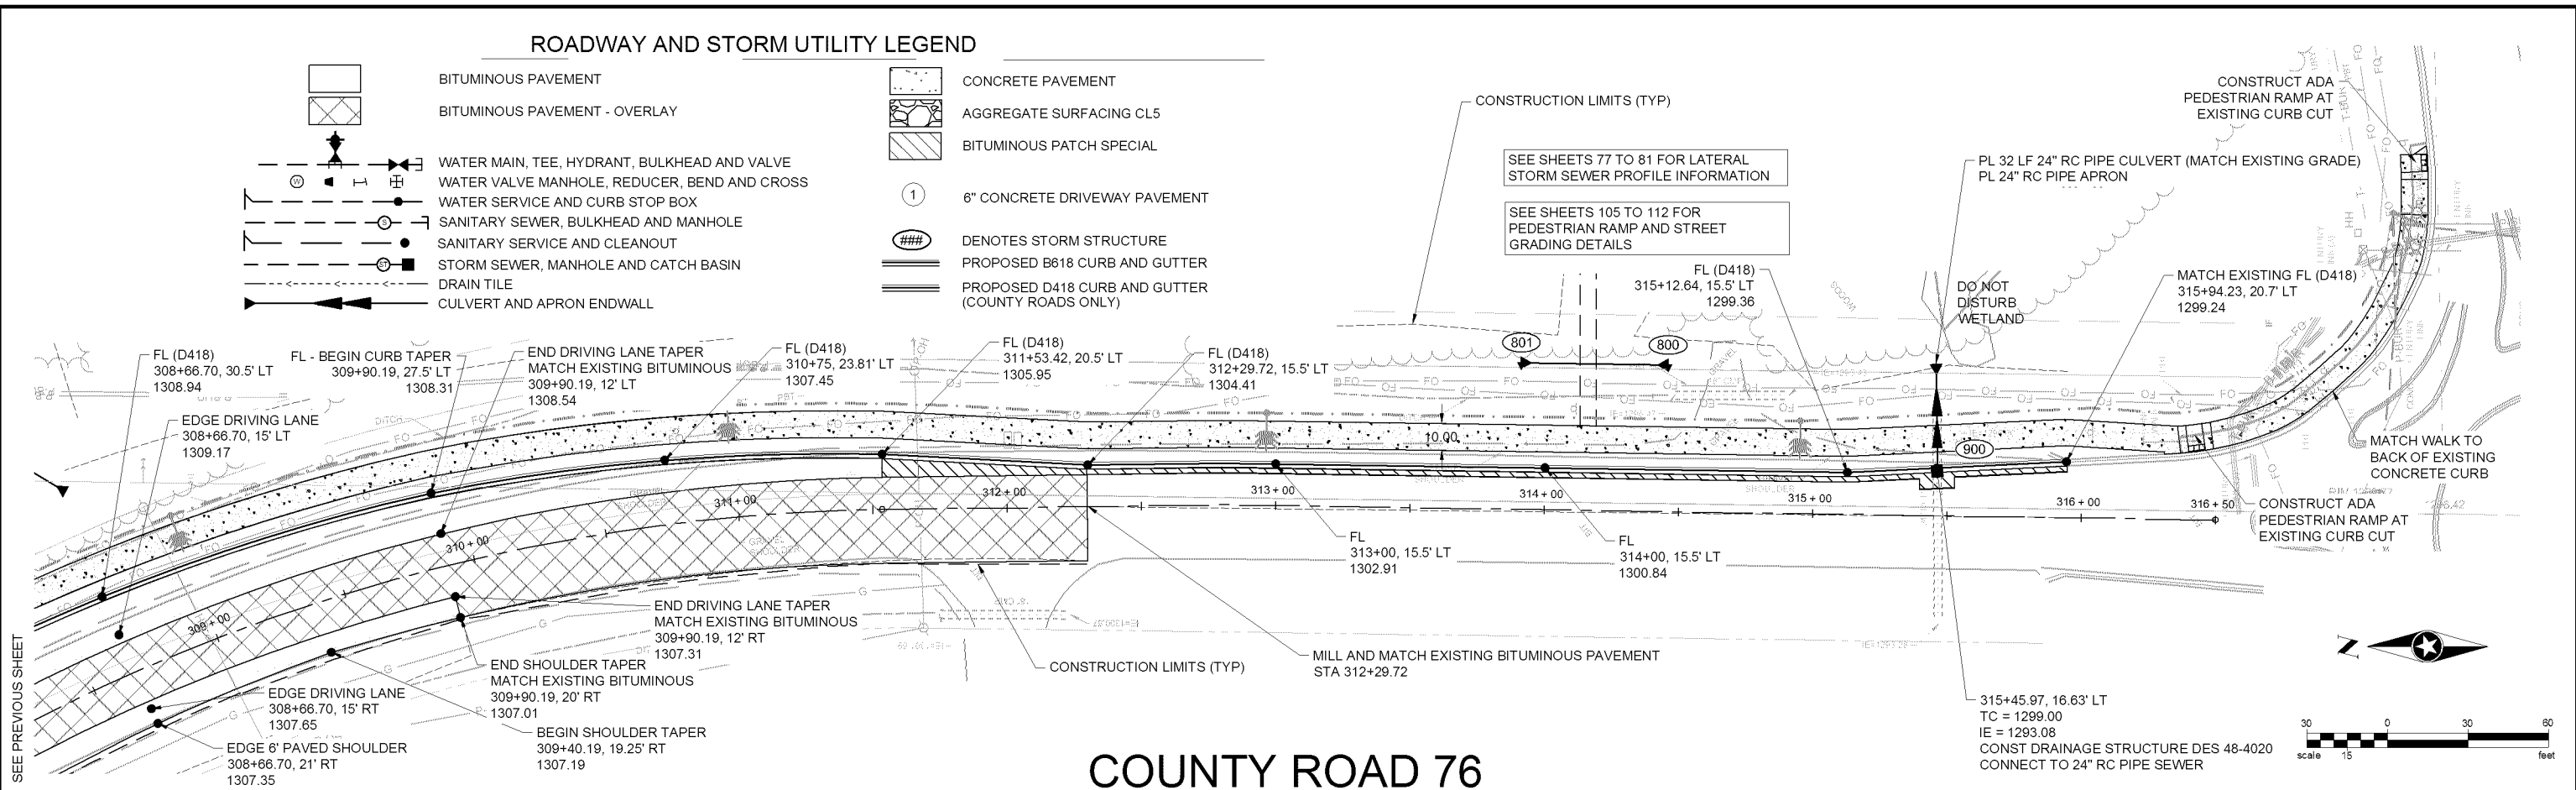 ROADWAY AND STORM UTILITY LEGEND
BITUMINOUS PAVEMENT
BITUMINOUS PAVEMENT - OVERLAY
WATER MAIN, TEE, HYDRANT, BULKHEAD AND VALVE
WATER VALVE MANHOLE, REDUCER, BEND AND CROSS
WATER SERVICE AND CURB STOP BOX
SANITARY SEWER, BULKHEAD AND MANHOLE
SANITARY SERVICE AND CLEANOUT
STORM SEWER, MANHOLE AND CATCH BASIN
DRAIN TILE
CULVERT AND APRON ENDWALL
W
S
ST
CONCRETE PAVEMENT
AGGREGATE SURFACING CL5
BITUMINOUS PATCH SPECIAL
1
6" CONCRETE DRIVEWAY PAVEMENT
###
DENOTES STORM STRUCTURE
PROPOSED B618 CURB AND GUTTER
PROPOSED D418 CURB AND GUTTER
(COUNTY ROADS ONLY)
CONSTRUCTION LIMITS (TYP)
SEE SHEETS 77 TO 81 FOR LATERAL
STORM SEWER PROFILE INFORMATION
SEE SHEETS 105 TO 112 FOR
PEDESTRIAN RAMP AND STREET
GRADING DETAILS
CONSTRUCT ADA
PEDESTRIAN RAMP AT
EXISTING CURB CUT
PL 32 LF 24" RC PIPE CULVERT (MATCH EXISTING GRADE)
PL 24" RC PIPE APRON
FL (D418)
315+12.64, 15.5' LT
1299.36
DO NOT
DISTURB
WETLAND
WOODS
MATCH EXISTING FL (D418)
315+94.23, 20.7' LT
1299.24
FL (D418)
308+66.70, 30.5' LT
1308.94
FL - BEGIN CURB TAPER
309+90.19, 27.5' LT
1308.31
END DRIVING LANE TAPER
MATCH EXISTING BITUMINOUS
309+90.19, 12' LT
1308.54
FL (D418)
310+75, 23.81' LT
1307.45
FL (D418)
311+53.42, 20.5' LT
1305.95
FL (D418)
312+29.72, 15.5' LT
1304.41
801
800
EDGE DRIVING LANE
308+66.70, 15' LT
1309.17
DITCH
10.00
900
MATCH WALK TO
BACK OF EXISTING
CONCRETE CURB
309 + 00
310 + 00
311 + 00
312 + 00
313 + 00
314 + 00
315 + 00
316 + 00
316 + 50
GRAVEL
SHOULDER
CONSTRUCT ADA
PEDESTRIAN RAMP AT
EXISTING CURB CUT
FL
313+00, 15.5' LT
1302.91
FL
314+00, 15.5' LT
1300.84
END DRIVING LANE TAPER
MATCH EXISTING BITUMINOUS
309+90.19, 12' RT
1307.31
END SHOULDER TAPER
MATCH EXISTING BITUMINOUS
309+90.19, 20' RT
1307.01
BEGIN SHOULDER TAPER
309+40.19, 19.25' RT
1307.19
EDGE DRIVING LANE
308+66.70, 15' RT
1307.65
EDGE 6' PAVED SHOULDER
308+66.70, 21' RT
1307.35
CONSTRUCTION LIMITS (TYP)
MILL AND MATCH EXISTING BITUMINOUS PAVEMENT
STA 312+29.72
315+45.97, 16.63' LT
TC = 1299.00
IE = 1293.08
CONST DRAINAGE STRUCTURE DES 48-4020
CONNECT TO 24" RC PIPE SEWER
SEE PREVIOUS SHEET
COUNTY ROAD 76
N
30 0 30 60
scale 15 feet